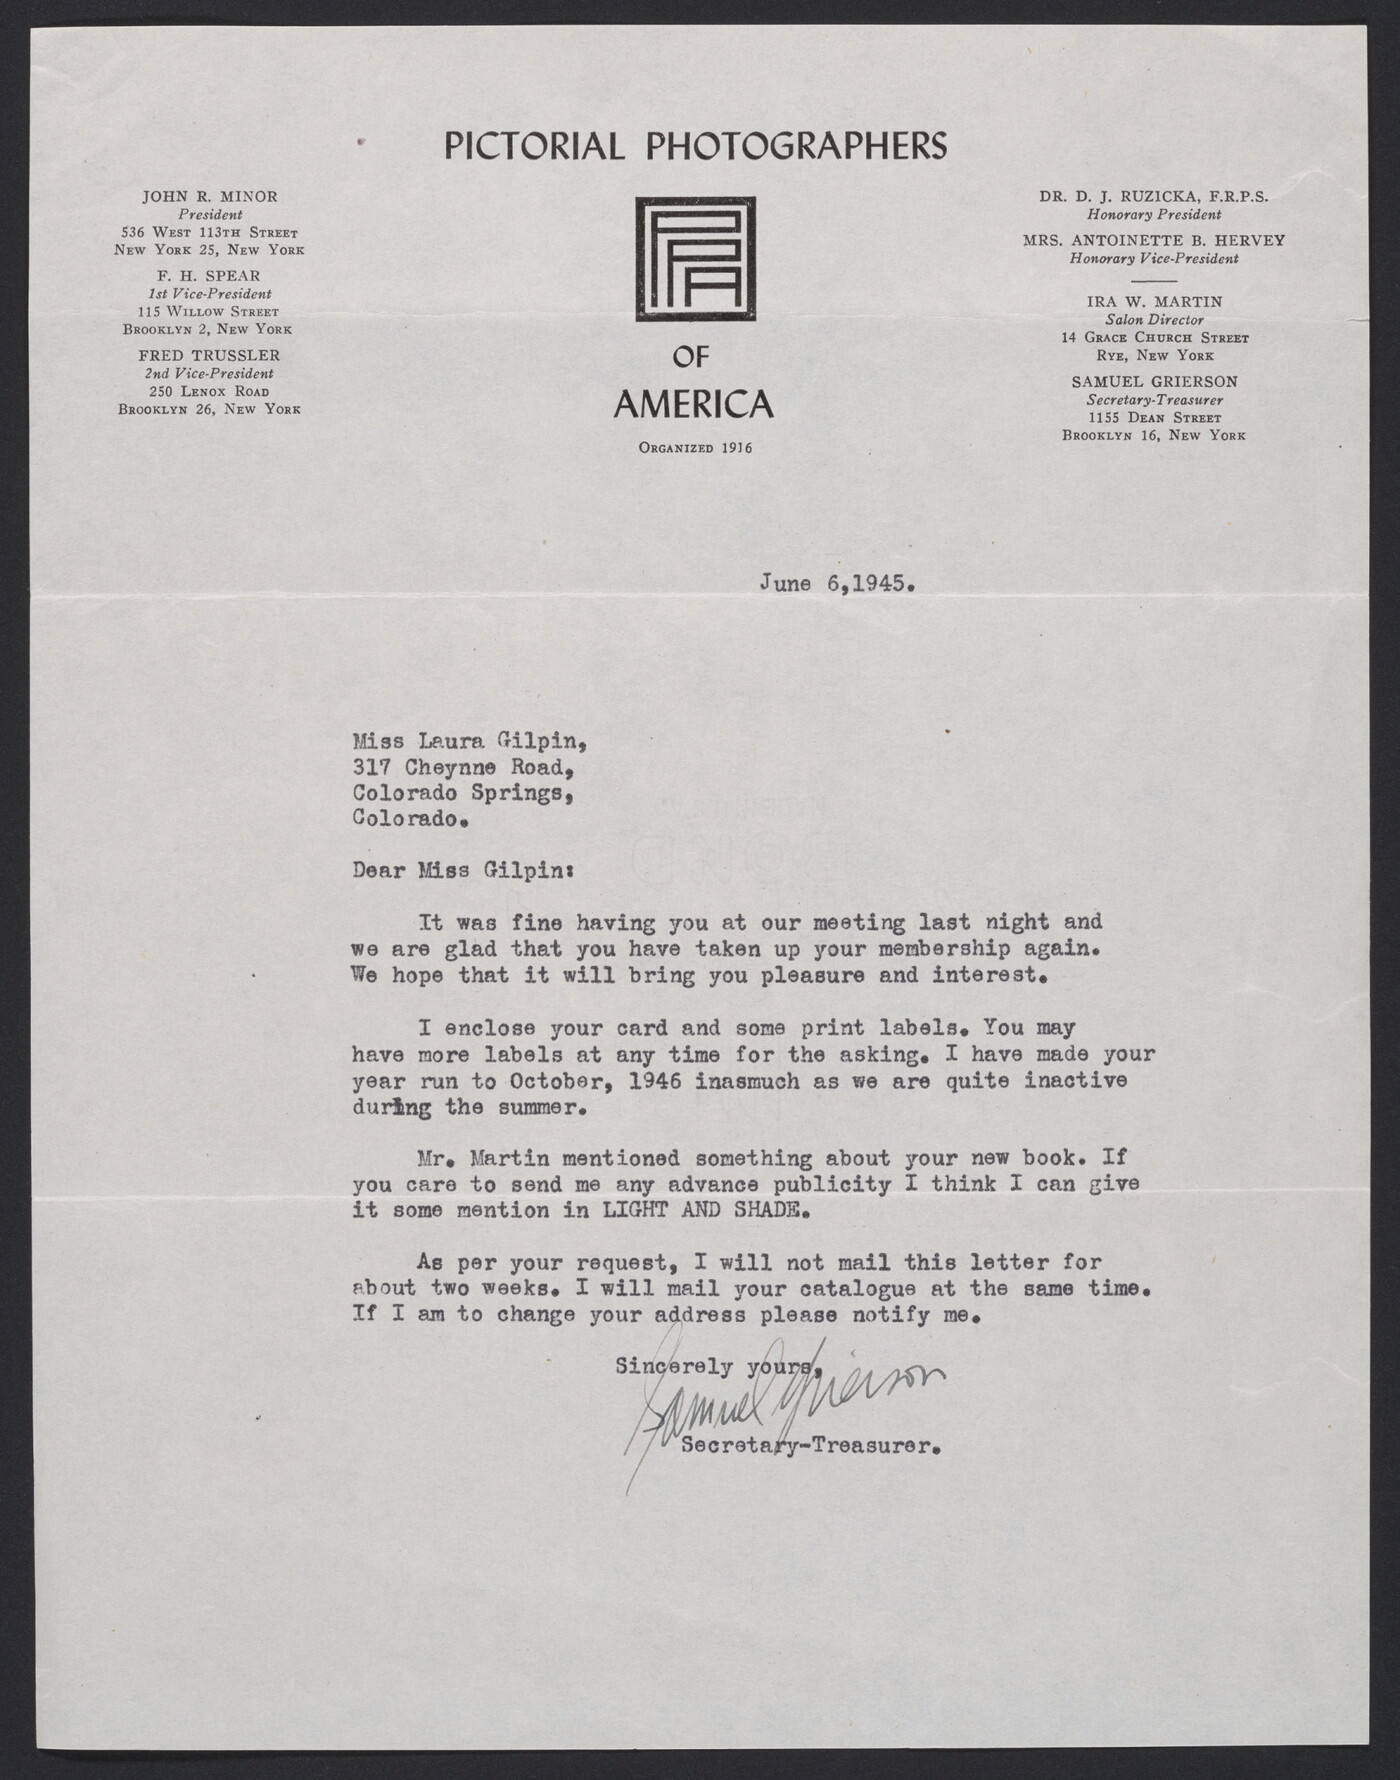 PICTORIAL PHOTOGRAPHERS
PPA
OF
AMERICA
ORGANIZED 1916
JOHN R. MINOR
President
536 WEST 113TH STREET
NEW YORK 25, NEW YORK
F. H. SPEAR
1st Vice-President
115 WILLOW STREET
BROOKLYN 2, NEW YORK
FRED TRUSSLER
2nd Vice-President
250 LENOX ROAD
BROOKLYN 26, NEW YORK
DR. D. J. RUZICKA, F.R.P.S.
Honorary President
MRS. ANTOINETTE B. HERVEY
Honorary Vice-President
IRA W. MARTIN
Salon Director
14 GRACE CHURCH STREET
RYE, NEW YORK
SAMUEL GRIERSON
Secretary-Treasurer
1155 DEAN STREET
BROOKLYN 16, NEW YORK
June 6,1945.
Miss Laura Gilpin,
317 Cheynne Road,
Colorado Springs,
Colorado.
Dear Miss Gilpin:
It was fine having you at our meeting last night and
we are glad that you have taken up your membership again.
We hope that it will bring you pleasure and interest.
I enclose your card and some print labels. You may
have more labels at any time for the asking. I have made your
year run to October, 1946 inasmuch as we are quite inactive
during the summer.
Mr. Martin mentioned something about your new book. If
you care to send me any advance publicity I think I can give
it some mention in LIGHT AND SHADE.
As per your request, I will not mail this letter for
about two weeks. I will mail your catalogue at the same time.
If I am to change your address please notify me.
Sincerely yours,
Samuel Grierson
Secretary-Treasurer.